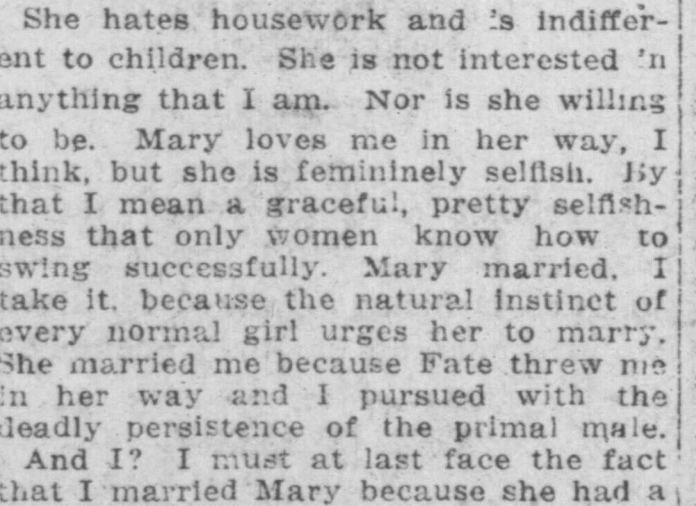 She hates housework and is indiffer-
ent to children. She is not interested 'n
anything that I am. Nor is she willing
to be. Mary loves me in her way, I
think, but she is femininely selfish. By
that I mean a graceful, pretty selfish-
ness that only women know how to
swing successfully. Mary married, I
take it, because the natural instinct of
every normal girl urges her to marry.
She married me because Fate threw me
in her way and I pursued with the
deadly persistence of the primal male.
And I? I must at last face the fact
that I married Mary because she had a